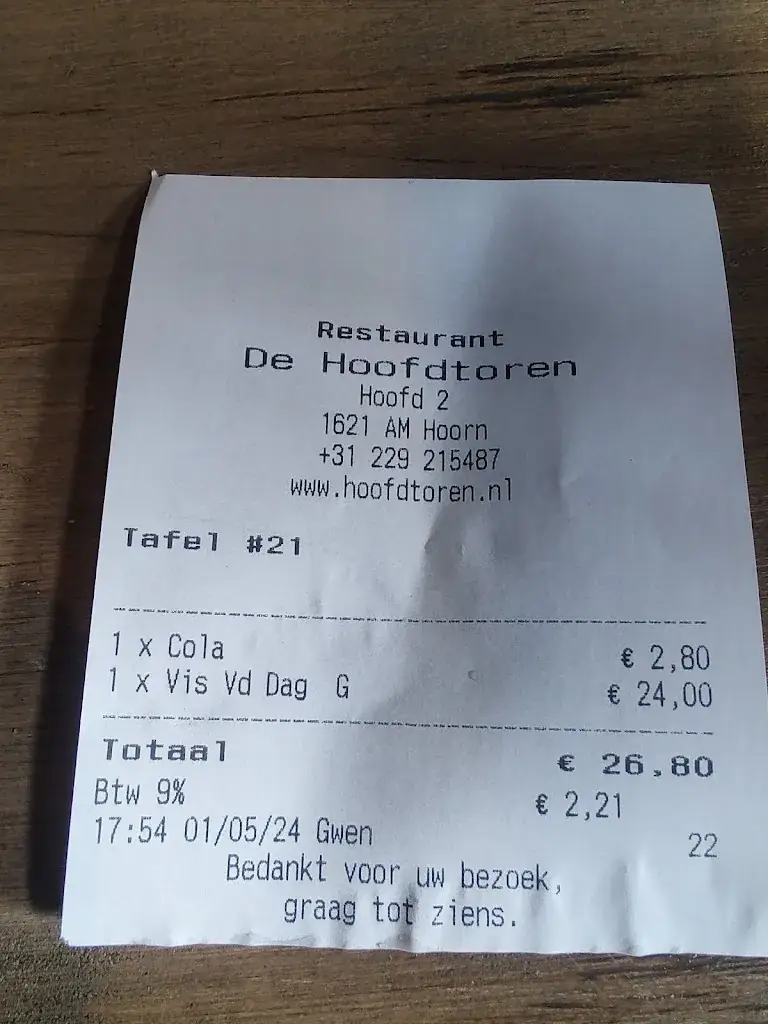 Restaurant
De Hoofdtoren
Hoofd 2
1621 AM Hoorn
+31 229 215487
www.hoofdtoren.nl
Tafel #21
1 x Cola € 2,80
1 x Vis Vd Dag G € 24,00
Totaal € 26,80
Btw 9% € 2,21
17:54 01/05/24 Gwen 22
Bedankt voor uw bezoek,
graag tot ziens.